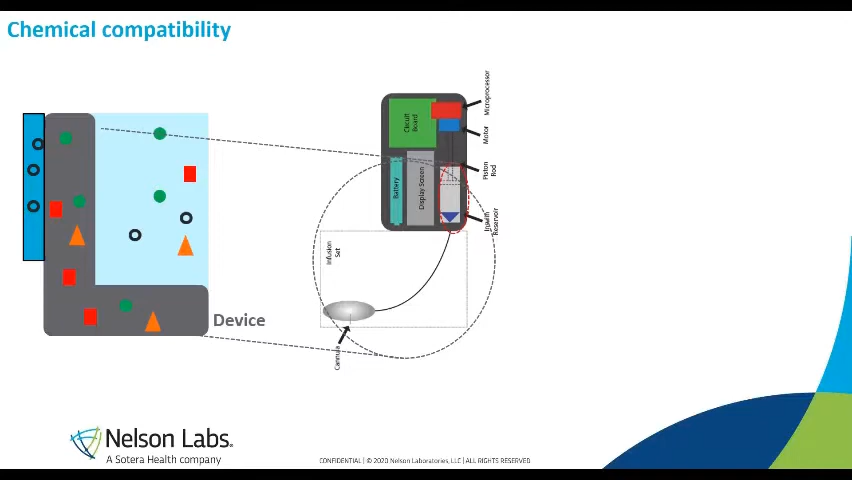 Chemical compatibility
Microprocessor
Circuit
Board
Motor
Piston
Rod
Battery
Display Screen
Reservoir
Infusion
Set
Device
Cannula
Nelson Labs®
A Sotera Health company
CONFIDENTIAL | © 2020 Nelson Laboratories, LLC | ALL RIGHTS RESERVED